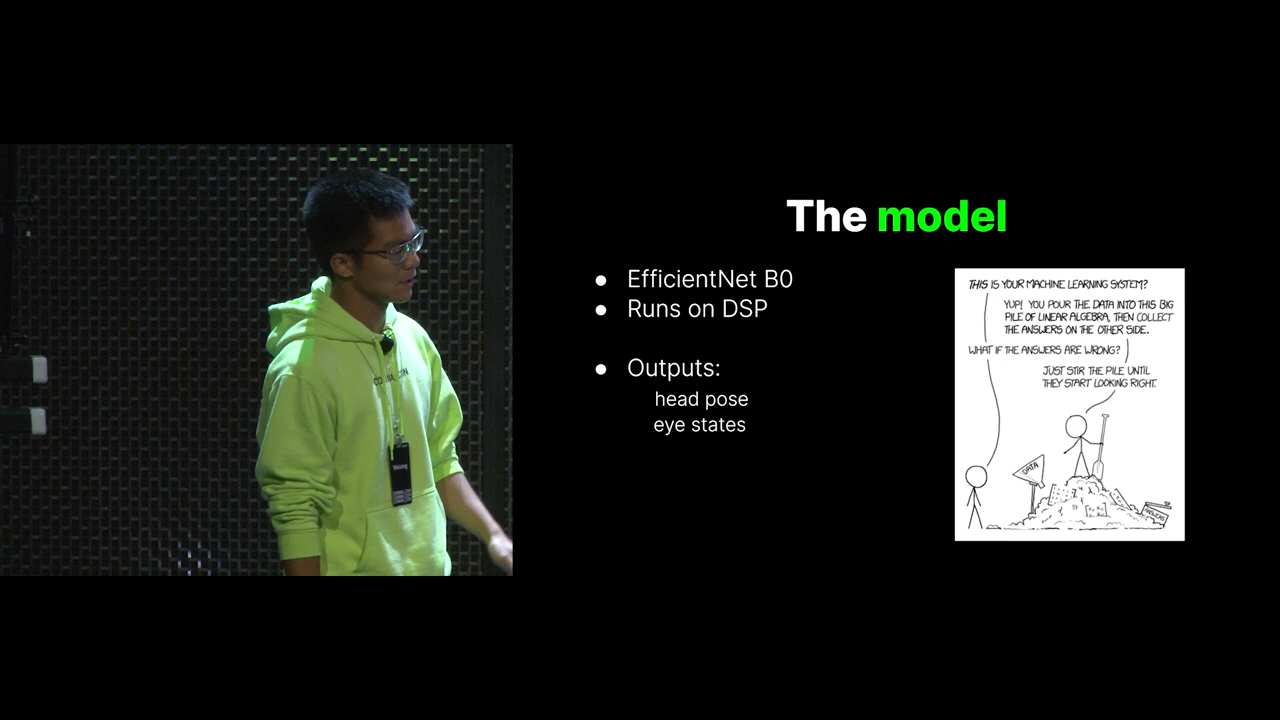 The model
● EfficientNet B0
● Runs on DSP
● Outputs:
head pose
eye states
THIS IS YOUR MACHINE LEARNING SYSTEM?
YUP! YOU POUR THE DATA INTO THIS BIG
PILE OF LINEAR ALGEBRA, THEN COLLECT
THE ANSWERS ON THE OTHER SIDE.
WHAT IF THE ANSWERS ARE WRONG?
JUST STIR THE PILE UNTIL
THEY START LOOKING RIGHT.
DATA
ANSWERS